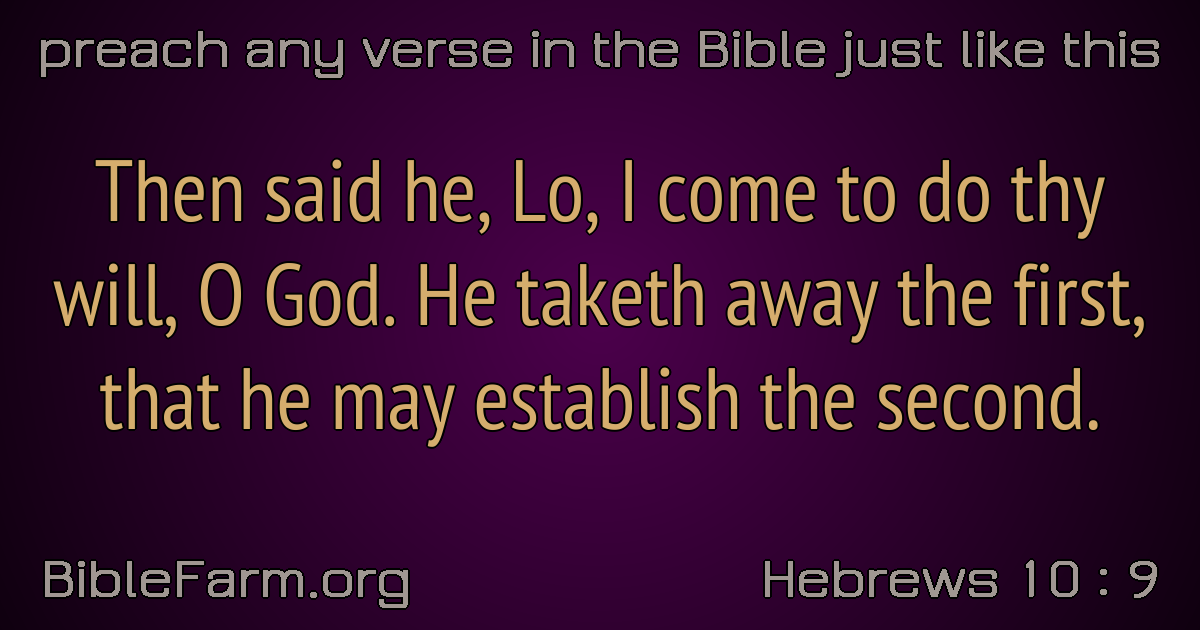 preach any verse in the Bible just like this
Then said he, Lo, I come to do thy
will, O God. He taketh away the first,
that he may establish the second.
BibleFarm.org
Hebrews 10 : 9